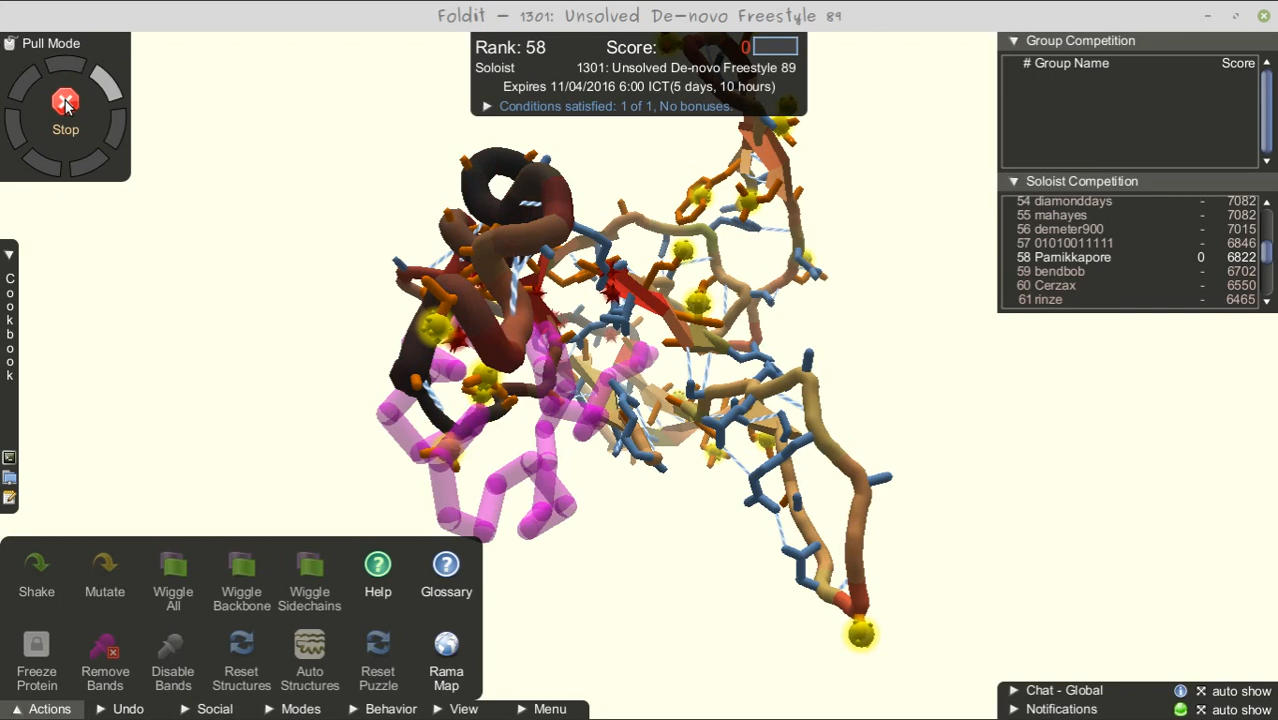 Foldit - 1301: Unsolved De-novo Freestyle 89
Pull Mode
Stop
Rank: 58 Score: 0
Soloist 1301: Unsolved De-novo Freestyle 89
Expires 11/04/2016 6:00 ICT(5 days, 10 hours)
Conditions satisfied: 1 of 1, No bonuses.
Group Competition
# Group Name Score
Soloist Competition
54 diamonddays - 7082
55 mahayes - 7082
56 demeter900 - 7015
57 01010011111 - 6846
58 Pamikkapore 0 6822
59 bendbob - 6702
60 Cerzax - 6550
61 rinze - 6465
Cookbook
Shake
Mutate
Wiggle All
Wiggle Backbone
Wiggle Sidechains
Help
Glossary
Freeze Protein
Remove Bands
Disable Bands
Reset Structures
Auto Structures
Reset Puzzle
Rama Map
Actions Undo Social Modes Behavior View Menu
Chat - Global auto show
Notifications auto show